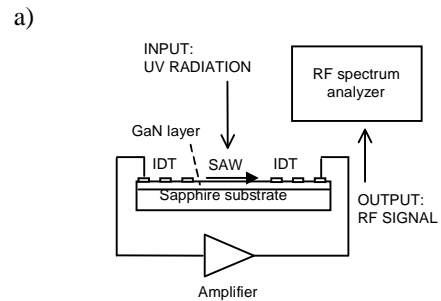 a)
INPUT:
UV RADIATION
RF spectrum
analyzer
GaN layer
IDT
SAW
IDT
Sapphire substrate
OUTPUT:
RF SIGNAL
Amplifier